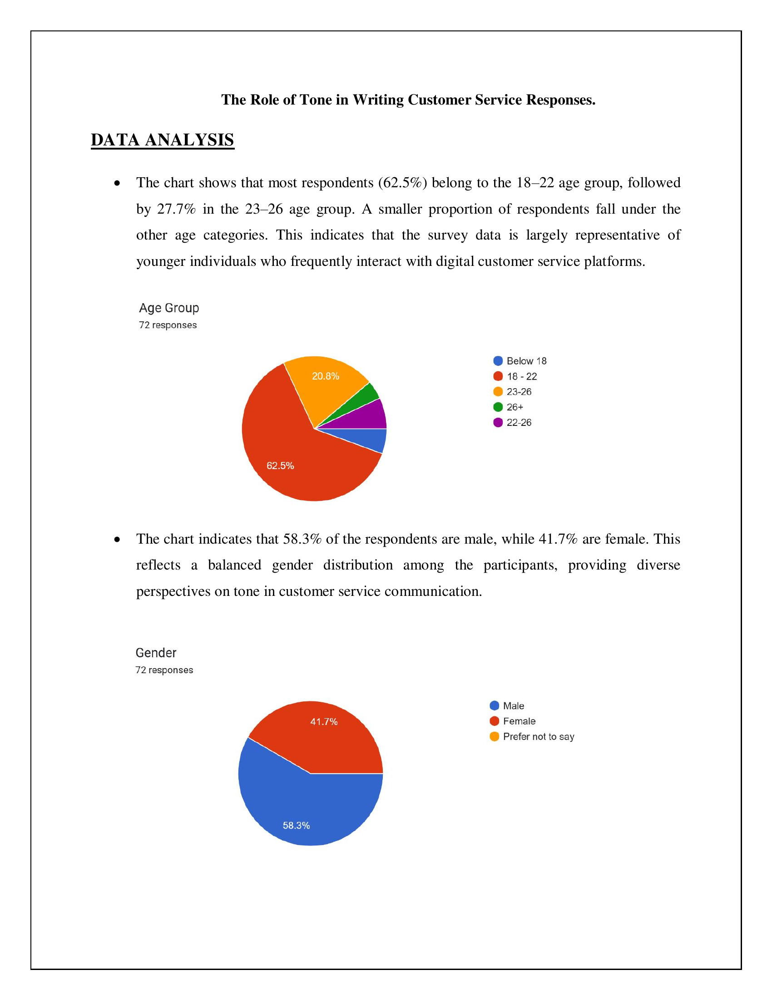 The Role of Tone in Writing Customer Service Responses.
DATA ANALYSIS
• The chart shows that most respondents (62.5%) belong to the 18–22 age group, followed
by 27.7% in the 23–26 age group. A smaller proportion of respondents fall under the
other age categories. This indicates that the survey data is largely representative of
younger individuals who frequently interact with digital customer service platforms.
Age Group
72 responses
20.8%
62.5%
Below 18
18 - 22
23-26
26+
22-26
• The chart indicates that 58.3% of the respondents are male, while 41.7% are female. This
reflects a balanced gender distribution among the participants, providing diverse
perspectives on tone in customer service communication.
Gender
72 responses
41.7%
58.3%
Male
Female
Prefer not to say